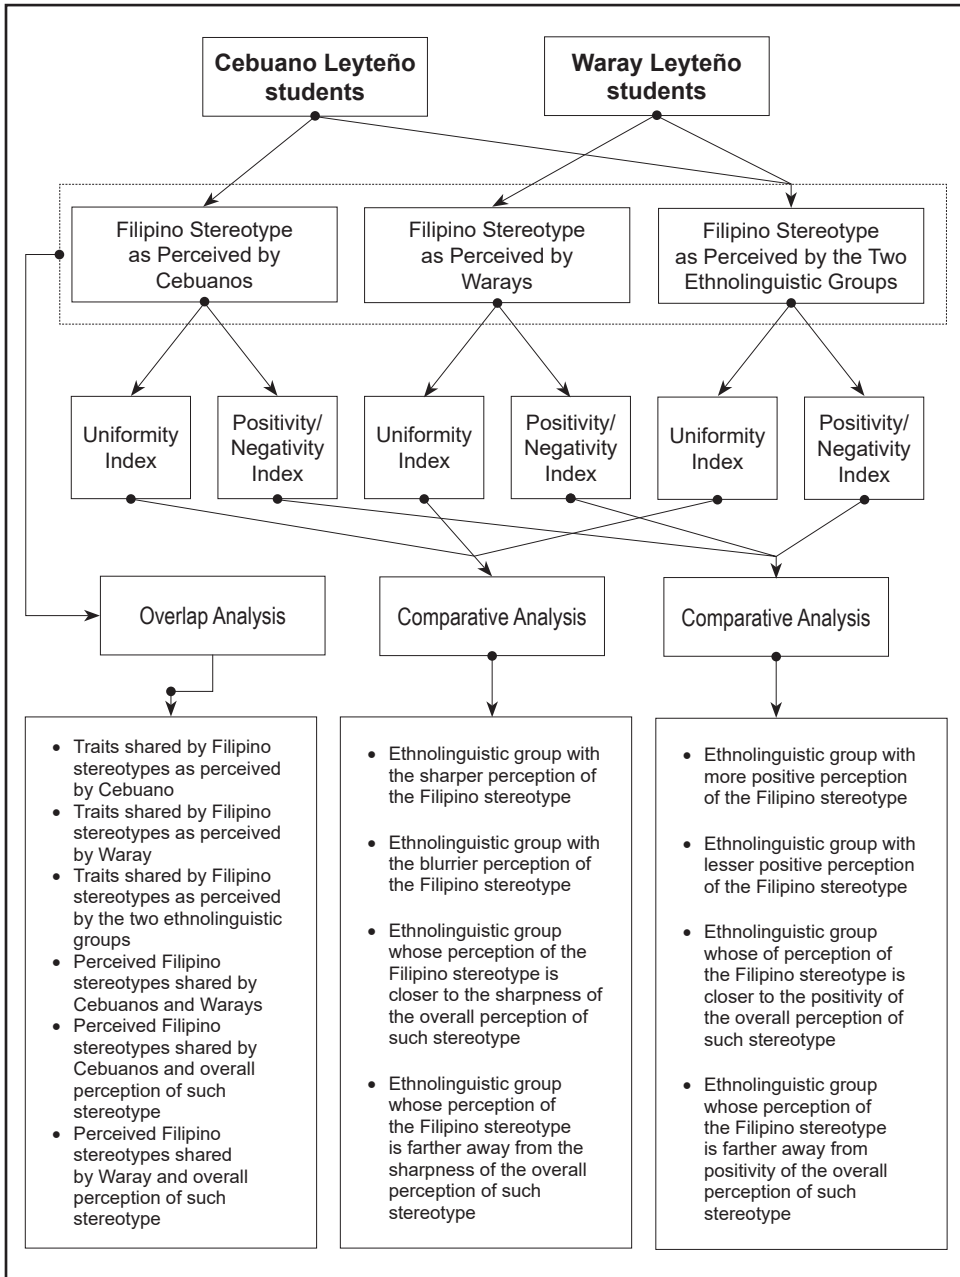 Cebuano Leyteño
students
Waray Leyteño
students
Filipino Stereotype
as Perceived by
Cebuanos
Filipino Stereotype
as Perceived by
Warays
Filipino Stereotype
as Perceived by the Two
Ethnolinguistic Groups
Uniformity
Index
Positivity/
Negativity
Index
Uniformity
Index
Positivity/
Negativity
Index
Uniformity
Index
Positivity/
Negativity
Index
Overlap Analysis
Comparative Analysis
Comparative Analysis
• Traits shared by Filipino
stereotypes as perceived
by Cebuano
• Traits shared by Filipino
stereotypes as perceived
by Waray
• Traits shared by Filipino
stereotypes as perceived
by the two ethnolinguistic
groups
• Perceived Filipino
stereotypes shared by
Cebuanos and Warays
• Perceived Filipino
stereotypes shared by
Cebuanos and overall
perception of such
stereotype
• Perceived Filipino
stereotypes shared
by Waray and overall
perception of such
stereotype
• Ethnolinguistic group with
the sharper perception of
the Filipino stereotype
• Ethnolinguistic group with
the blurrier perception of
the Filipino stereotype
• Ethnolinguistic group
whose perception of the
Filipino stereotype is
closer to the sharpness of
the overall perception of
such stereotype
• Ethnolinguistic group
whose perception of
the Filipino stereotype
is farther away from the
sharpness of the overall
perception of such
stereotype
• Ethnolinguistic group with
more positive perception
of the Filipino stereotype
• Ethnolinguistic group with
lesser positive perception
of the Filipino stereotype
• Ethnolinguistic group
whose of perception of
the Filipino stereotype is
closer to the positivity of
the overall perception of
such stereotype
• Ethnolinguistic group
whose perception of
the Filipino stereotype
is farther away from
positivity of the overall
perception of such
stereotype